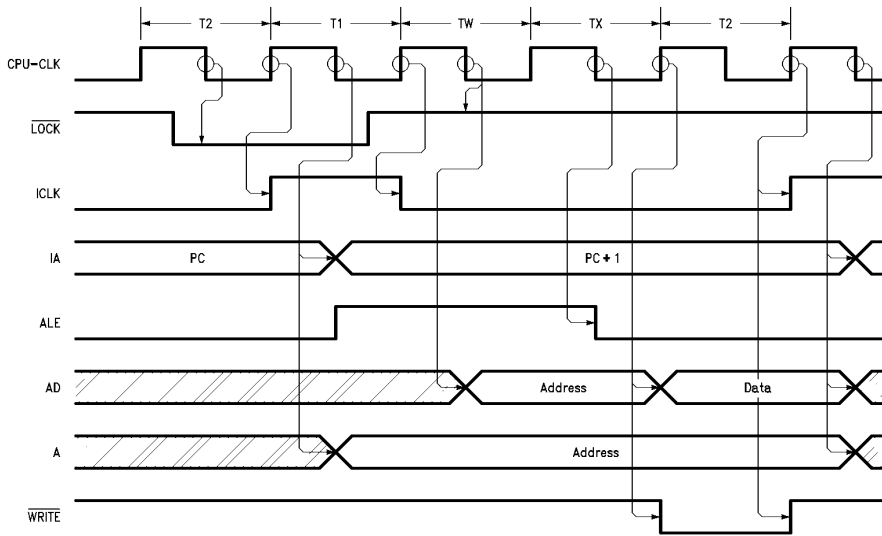 T2 T1 TW TX T2
CPU-CLK
LOCK
ICLK
IA PC PC + 1
ALE
AD Address Data
A Address
WRITE